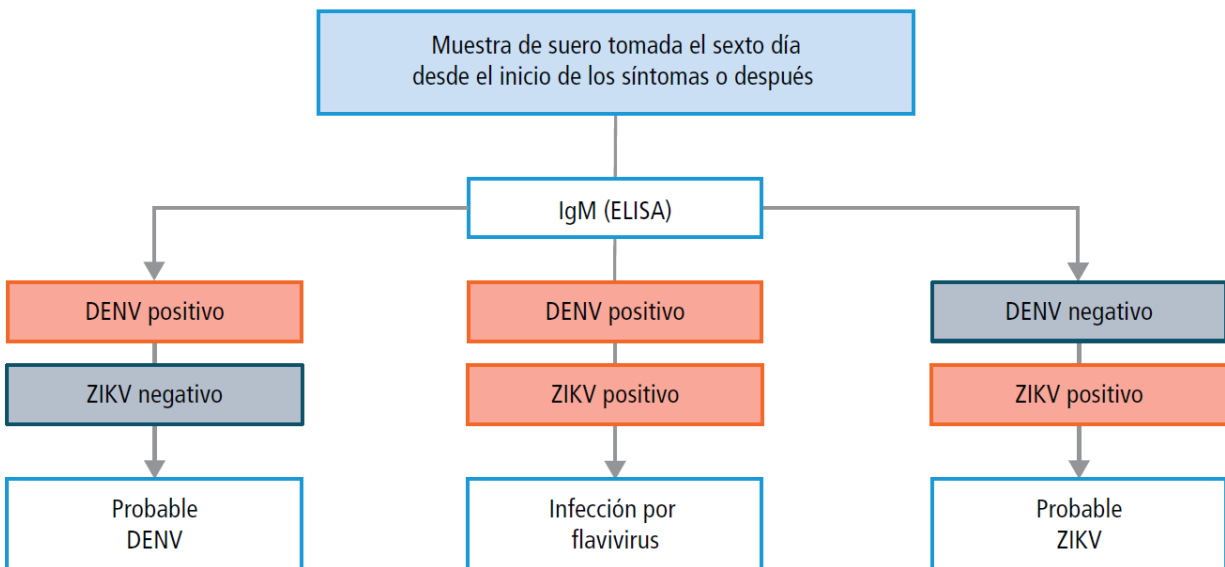 Muestra de suero tomada el sexto día
desde el inicio de los síntomas o después
IgM (ELISA)
DENV positivo
DENV positivo
DENV negativo
ZIKV negativo
ZIKV positivo
ZIKV positivo
Probable
DENV
Infección por
flavivirus
Probable
ZIKV